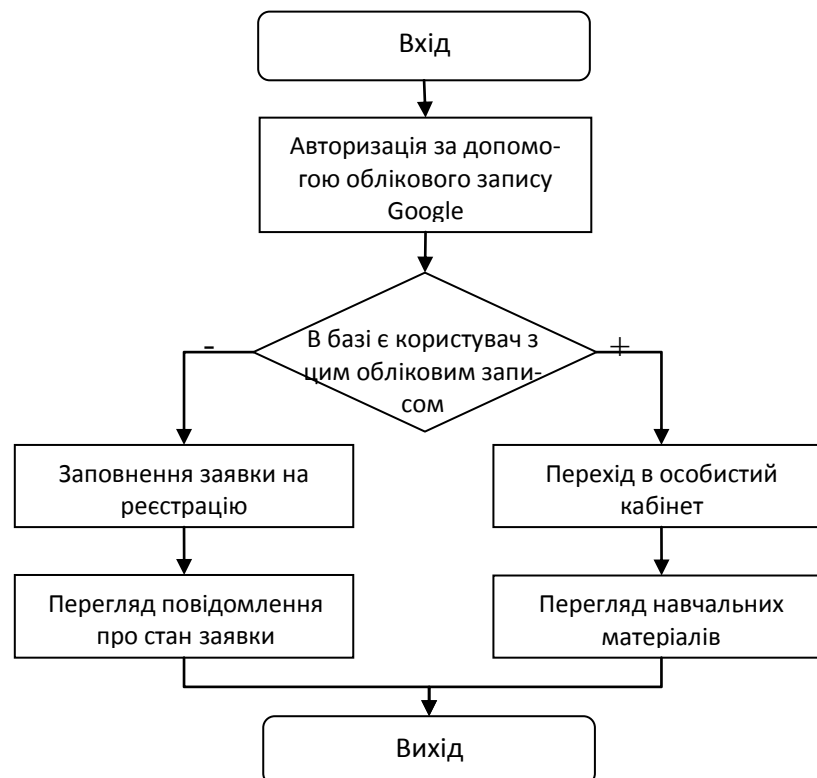 Вхід
Авторизація за допомо-
гою облікового запису
Google
В базі є користувач з
цим обліковим запи-
сом
-
+
Заповнення заявки на
реєстрацію
Перехід в особистий
кабінет
Перегляд повідомлення
про стан заявки
Перегляд навчальних
матеріалів
Вихід